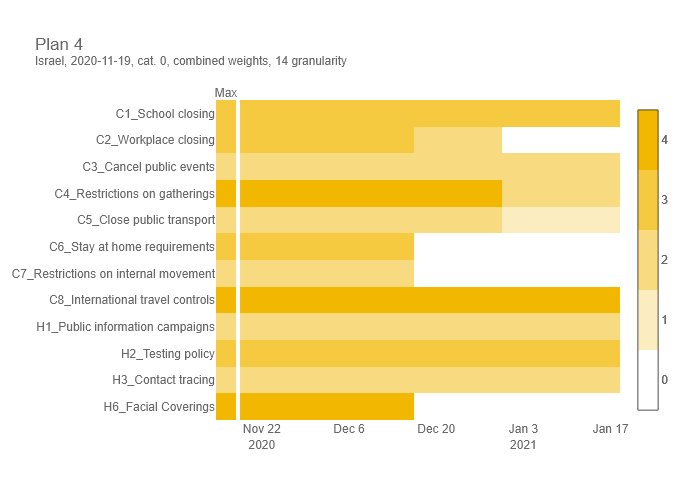 Plan 4
Israel, 2020-11-19, cat. 0, combined weights, 14 granularity
Max
C1_School closing
C2_Workplace closing
C3_Cancel public events
C4_Restrictions on gatherings
C5_Close public transport
C6_Stay at home requirements
C7_Restrictions on internal movement
C8_International travel controls
H1_Public information campaigns
H2_Testing policy
H3_Contact tracing
H6_Facial Coverings
4
3
2
1
0
Nov 22 Dec 6 Dec 20 Jan 3 Jan 17
2020 2021